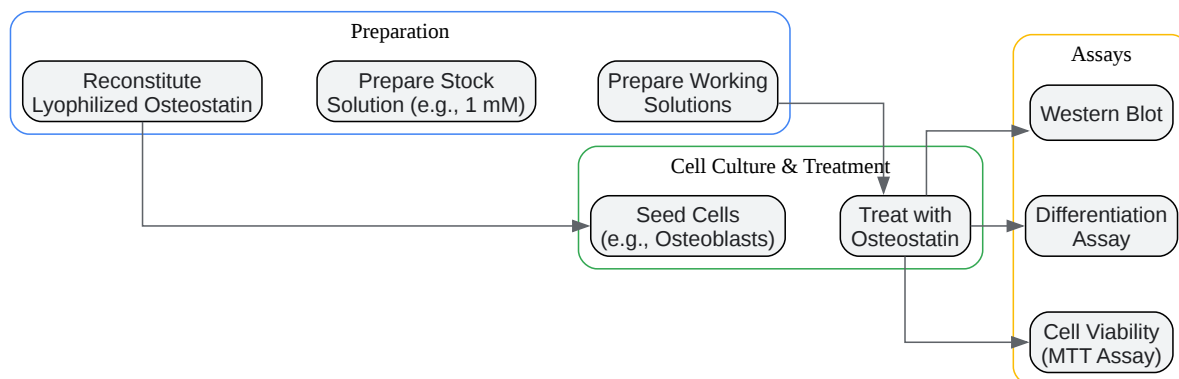 Preparation
Reconstitute
Lyophilized Osteostatin
Prepare Stock
Solution (e.g., 1 mM)
Prepare Working
Solutions
Cell Culture & Treatment
Seed Cells
(e.g., Osteoblasts)
Treat with
Osteostatin
Assays
Western Blot
Differentiation
Assay
Cell Viability
(MTT Assay)